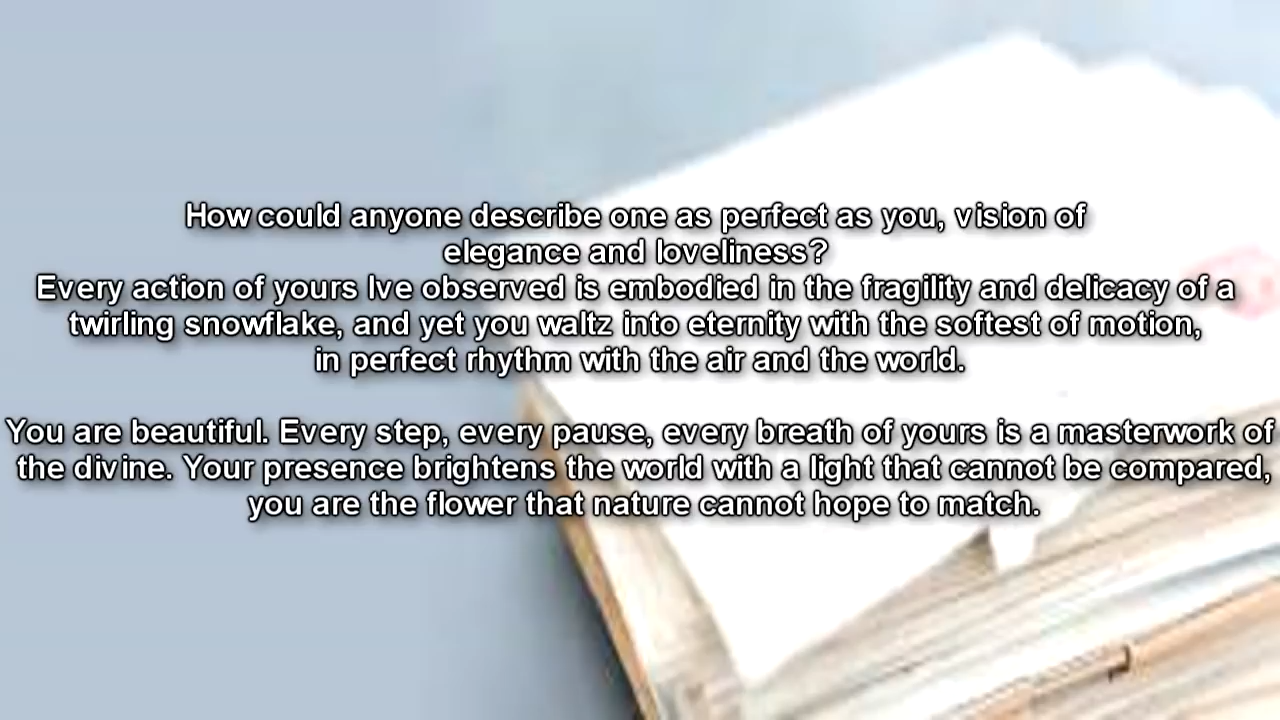 How could anyone describe one as perfect as you, vision of
elegance and loveliness?
Every action of yours Ive observed is embodied in the fragility and delicacy of a
twirling snowflake, and yet you waltz into eternity with the softest of motion,
in perfect rhythm with the air and the world.
You are beautiful. Every step, every pause, every breath of yours is a masterwork of
the divine. Your presence brightens the world with a light that cannot be compared,
you are the flower that nature cannot hope to match.